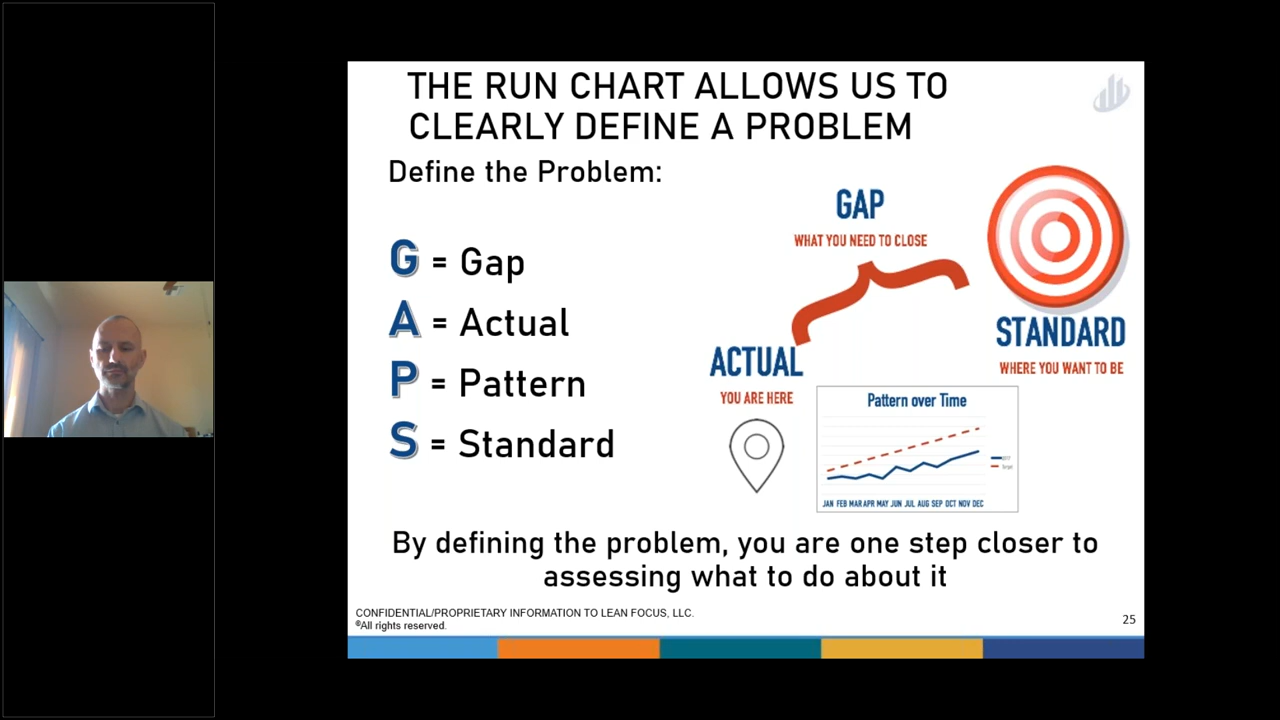 THE RUN CHART ALLOWS US TO
CLEARLY DEFINE A PROBLEM
Define the Problem:
G = Gap
A = Actual
P = Pattern
S = Standard
GAP
WHAT YOU NEED TO CLOSE
STANDARD
WHERE YOU WANT TO BE
ACTUAL
YOU ARE HERE
Pattern over Time
Target
JAN FEB MAR APR MAY JUN JUL AUG SEP OCT NOV DEC
By defining the problem, you are one step closer to
assessing what to do about it
CONFIDENTIAL/PROPRIETARY INFORMATION TO LEAN FOCUS, LLC.
®All rights reserved.
25